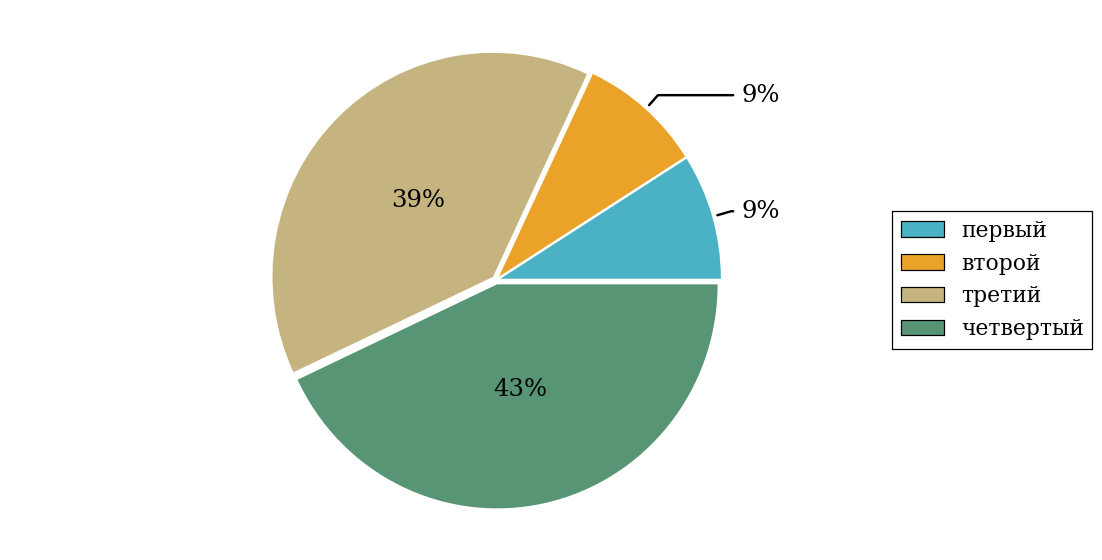 9%
39%
9%
43%
первый
второй
третий
четвертый